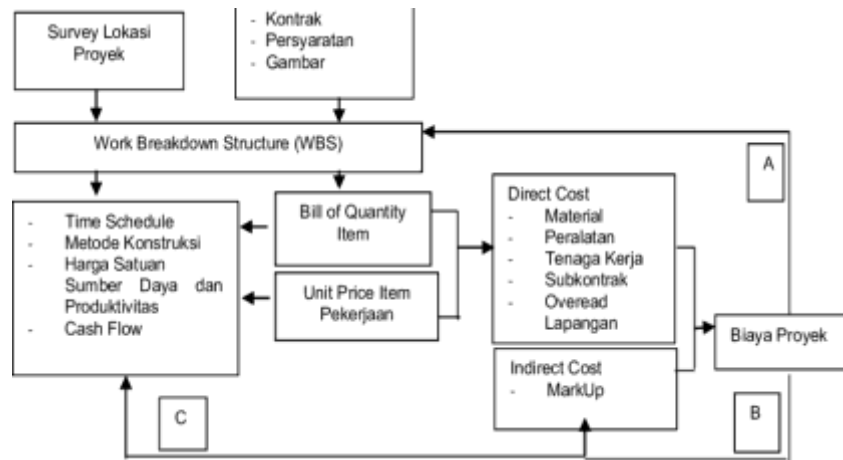 Survey Lokasi
Proyek
- Kontrak
- Persyaratan
- Gambar
Work Breakdown Structure (WBS)
A
- Time Schedule
- Metode Konstruksi
- Harga Satuan
Sumber Daya dan
Produktivitas
- Cash Flow
Bill of Quantity
Item
Unit Price Item
Pekerjaan
Direct Cost
- Material
- Peralatan
- Tenaga Kerja
- Subkontrak
- Overead
Lapangan
Indirect Cost
- MarkUp
Biaya Proyek
C
B